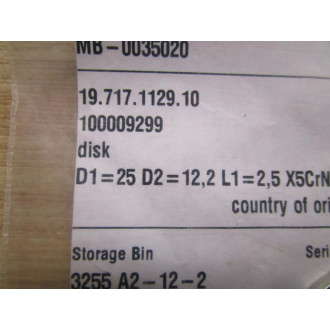 MB-0035020
19.717.1129.10
100009299
disk
D1=25 D2=12,2 L1=2,5 X5CrN
country of ori
Storage Bin Seri
3255 A2-12-2